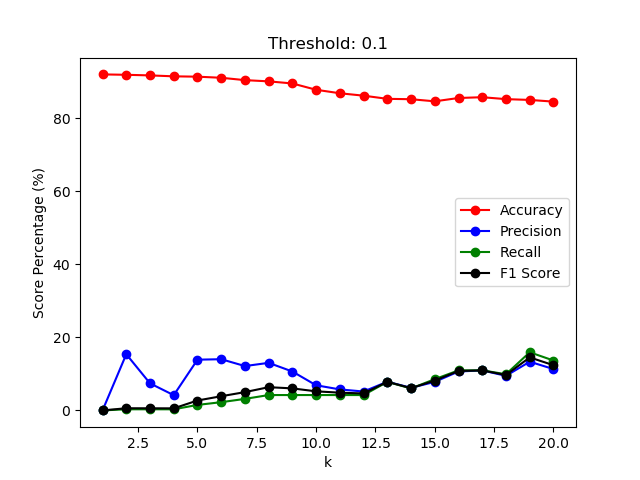 Threshold: 0.1
Score Percentage (%)
80
60
40
20
0
Accuracy
Precision
Recall
F1 Score
2.5 5.0 7.5 10.0 12.5 15.0 17.5 20.0
k